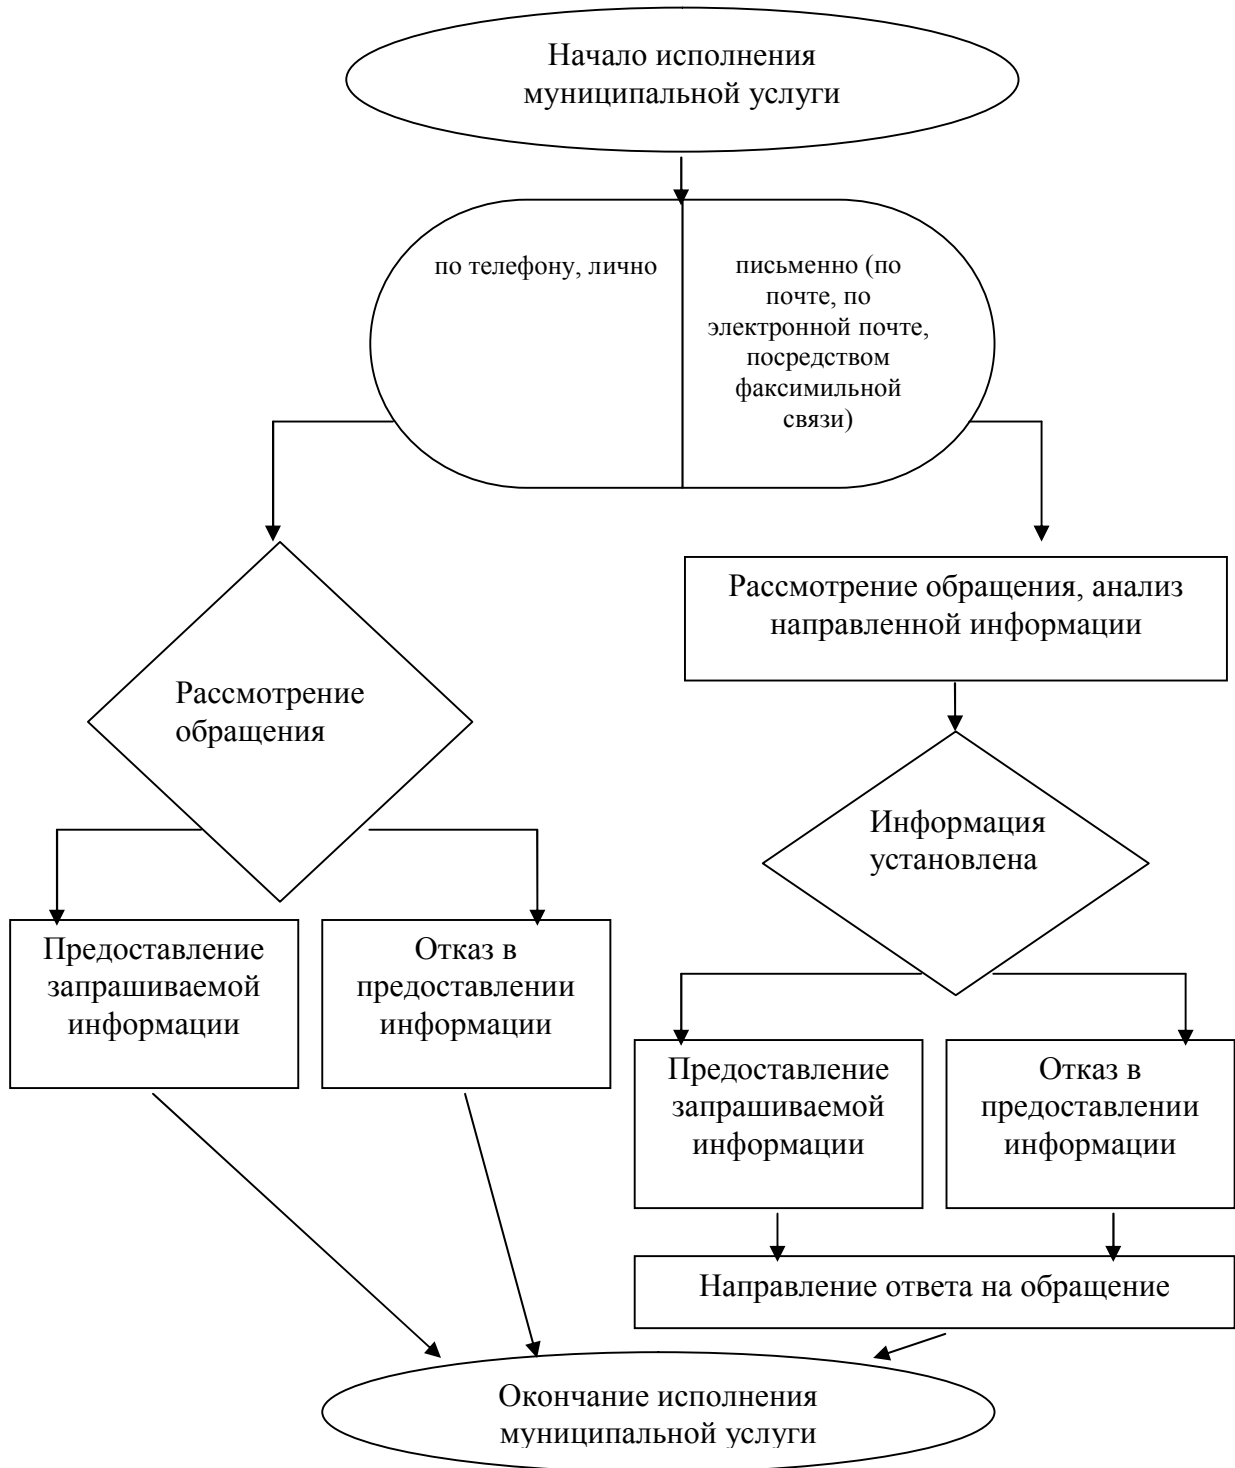 Начало исполнения
муниципальной услуги
по телефону, лично
письменно (по
почте, по
электронной почте,
посредством
факсимильной
связи)
Рассмотрение
обращения
Рассмотрение обращения, анализ
направленной информации
Информация
установлена
Предоставление
запрашиваемой
информации
Отказ в
предоставлении
информации
Предоставление
запрашиваемой
информации
Отказ в
предоставлении
информации
Направление ответа на обращение
Окончание исполнения
муниципальной услуги